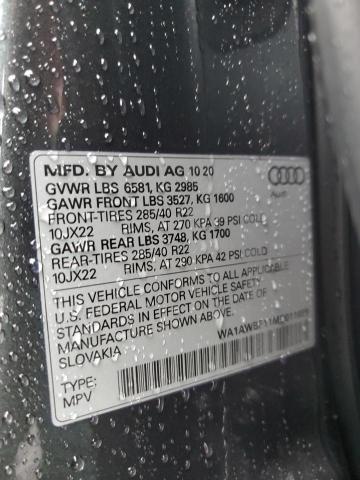 MFD. BY AUDI AG 10 20
GVWR LBS 6581, KG 2985
GAWR FRONT LBS 3527, KG 1600
FRONT-TIRES 285/40 R22
10JX22 RIMS, AT 270 KPA 39 PSI COLD
GAWR REAR LBS 3748, KG 1700
REAR-TIRES 285/40 R22
10JX22 RIMS, AT 290 KPA 42 PSI COLD
Audi
THIS VEHICLE CONFORMS TO ALL APPLICABLE
U.S. FEDERAL MOTOR VEHICLE SAFETY
STANDARDS IN EFFECT ON THE DATE OF
MANUFACTURE SHOWN ABOVE.
SLOVAKIA
TYPE:
MPV